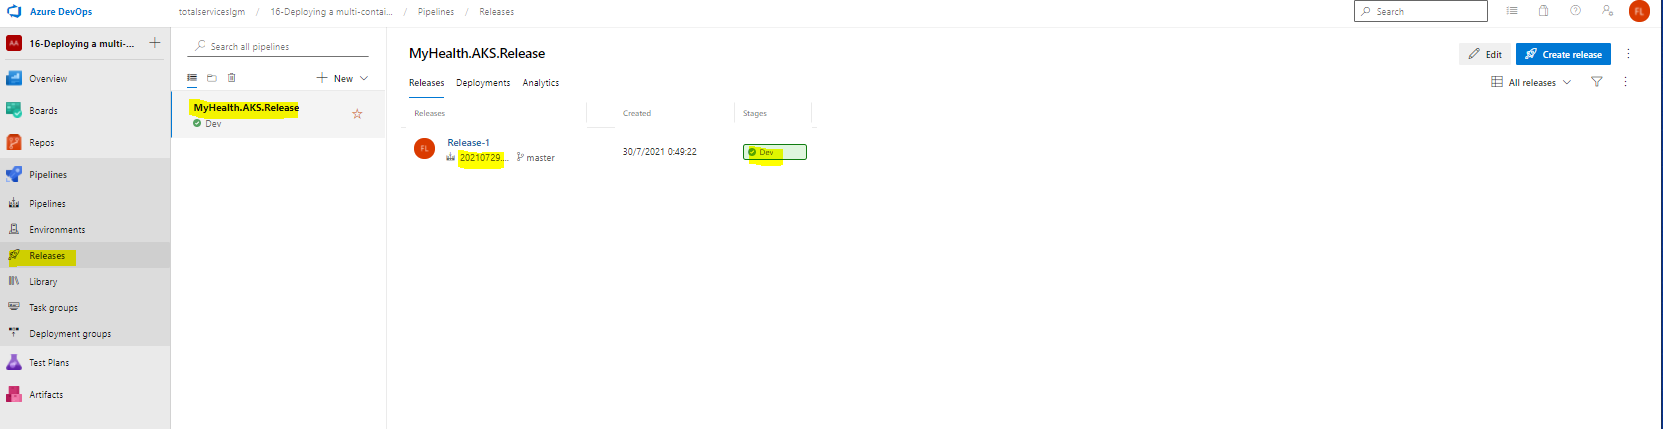 Azure DevOps
totalserviceslgm / 16-Deploying a multi-contai... / Pipelines / Releases
Search
FL
AA 16-Deploying a multi-...
Overview
Boards
Repos
Pipelines
Pipelines
Environments
Releases
Library
Task groups
Deployment groups
Test Plans
Artifacts
Search all pipelines
New
MyHealth.AKS.Release
Dev
MyHealth.AKS.Release
Edit
Create release
Releases Deployments Analytics
All releases
Releases Created Stages
FL
Release-1
20210729.... master
30/7/2021 0:49:22
Dev